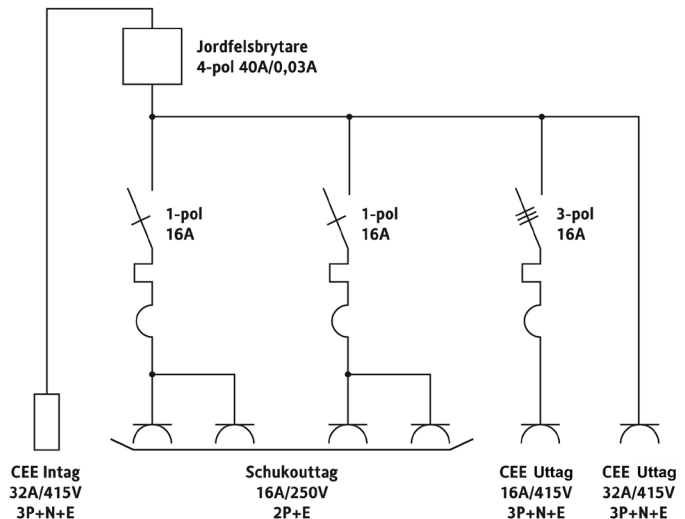 Jordfelsbrytare
4-pol 40A/0,03A
1-pol
16A
1-pol
16A
3-pol
16A
CEE Intag
32A/415V
3P+N+E
Schukouttag
16A/250V
2P+E
CEE Uttag
16A/415V
3P+N+E
CEE Uttag
32A/415V
3P+N+E